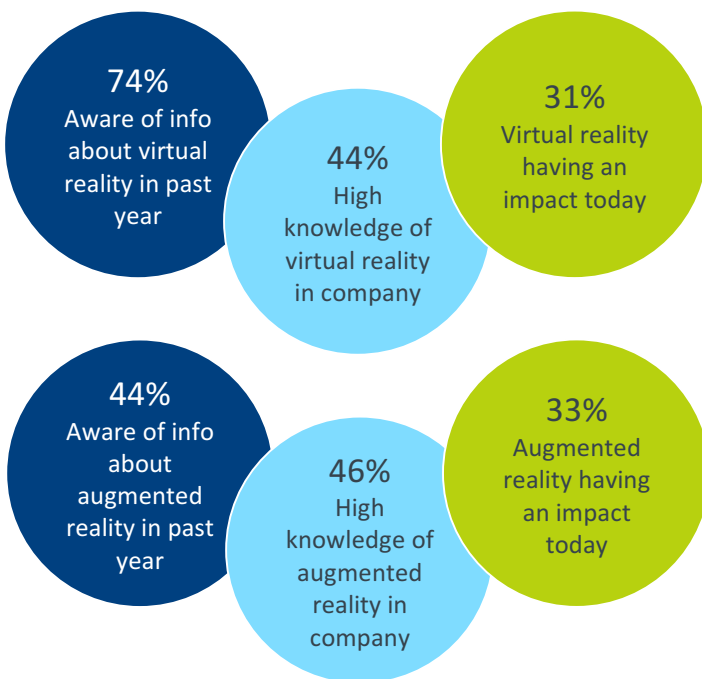 74%
Aware of info
about virtual
reality in past
year
44%
High
knowledge of
virtual reality
in company
31%
Virtual reality
having an
impact today
44%
Aware of info
about
augmented
reality in past
year
46%
High
knowledge of
augmented
reality in
company
33%
Augmented
reality having
an impact
today